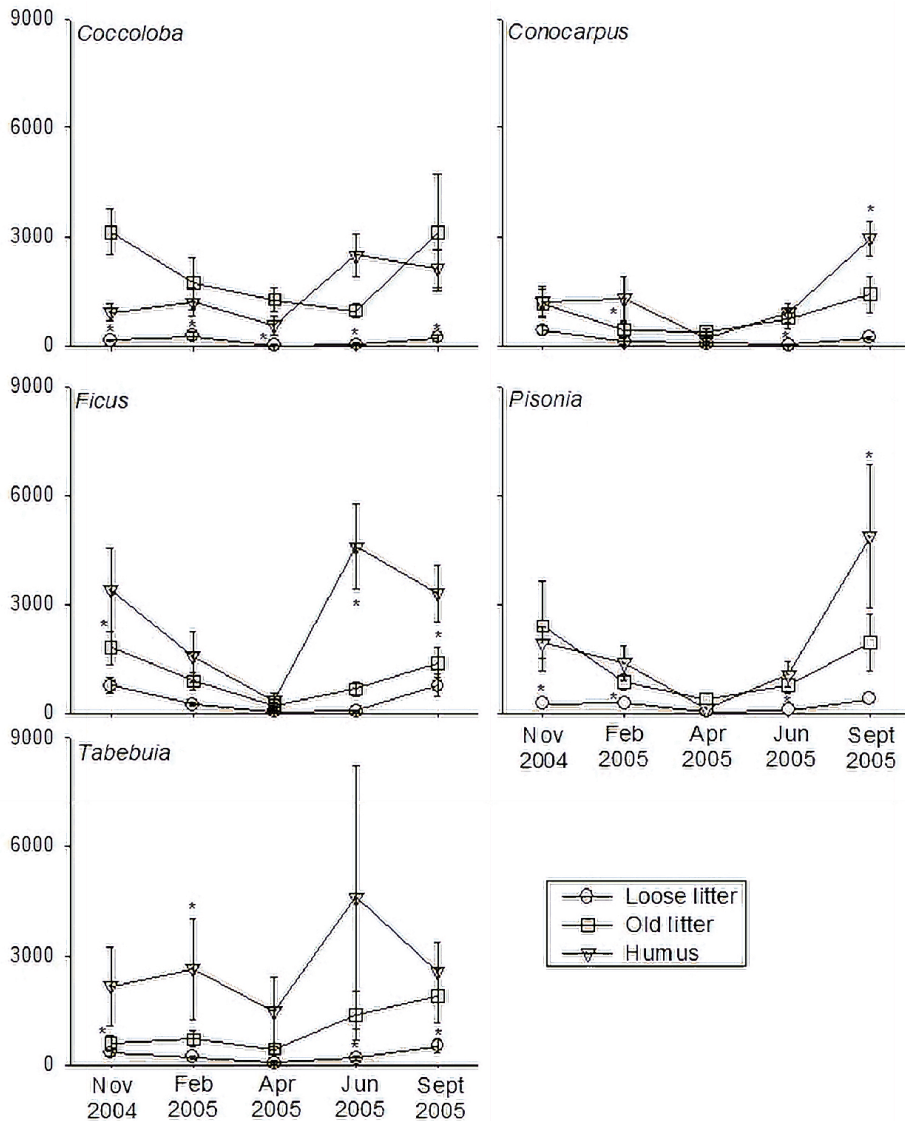 9000
Coccoloba
6000
3000
0
Conocarpus
9000
Ficus
6000
3000
0
Pisonia
Nov Feb Apr Jun Sept
2004 2005 2005 2005 2005
9000
Tabebuia
6000
3000
0
Nov Feb Apr Jun Sept
2004 2005 2005 2005 2005
Loose litter
Old litter
Humus